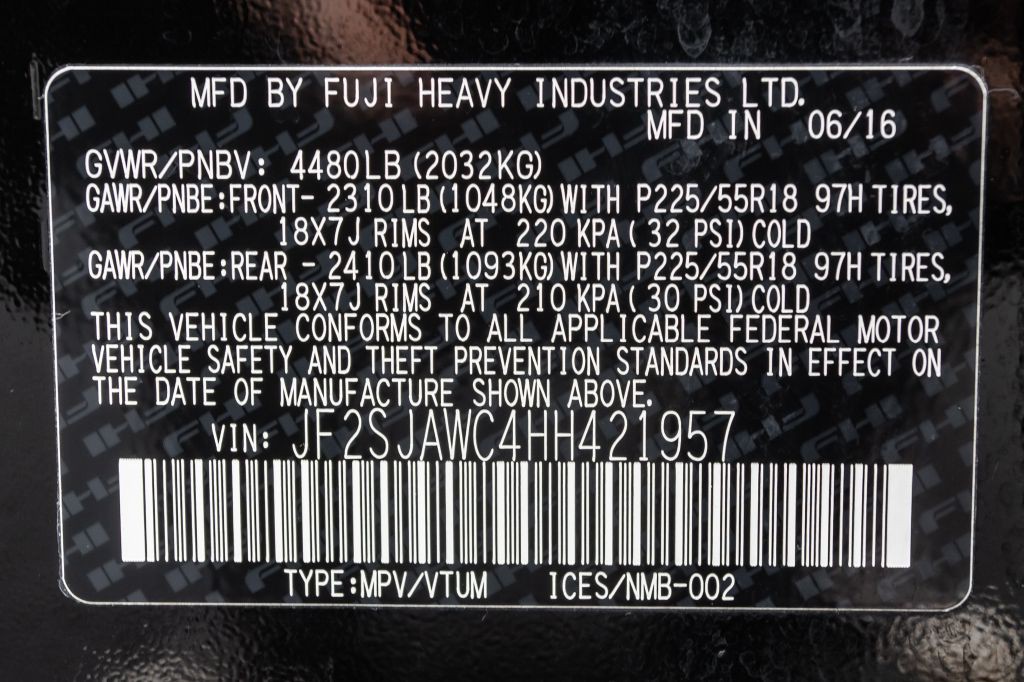 MFD BY FUJI HEAVY INDUSTRIES LTD.
MFD IN 06/16
GVWR/PNBV: 4480LB (2032KG)
GAWR/PNBE:FRONT- 2310LB (1048KG) WITH P225/55R18 97H TIRES,
18X7J RIMS AT 220 KPA( 32 PSI) COLD
GAWR/PNBE:REAR - 2410LB (1093KG) WITH P225/55R18 97H TIRES,
18X7J RIMS AT 210 KPA( 30 PSI) COLD
THIS VEHICLE CONFORMS TO ALL APPLICABLE FEDERAL MOTOR
VEHICLE SAFETY AND THEFT PREVENTION STANDARDS IN EFFECT ON
THE DATE OF MANUFACTURE SHOWN ABOVE.
VIN: JF2SJAWC4HH421957
TYPE:MPV/VTUM ICES/NMB-002